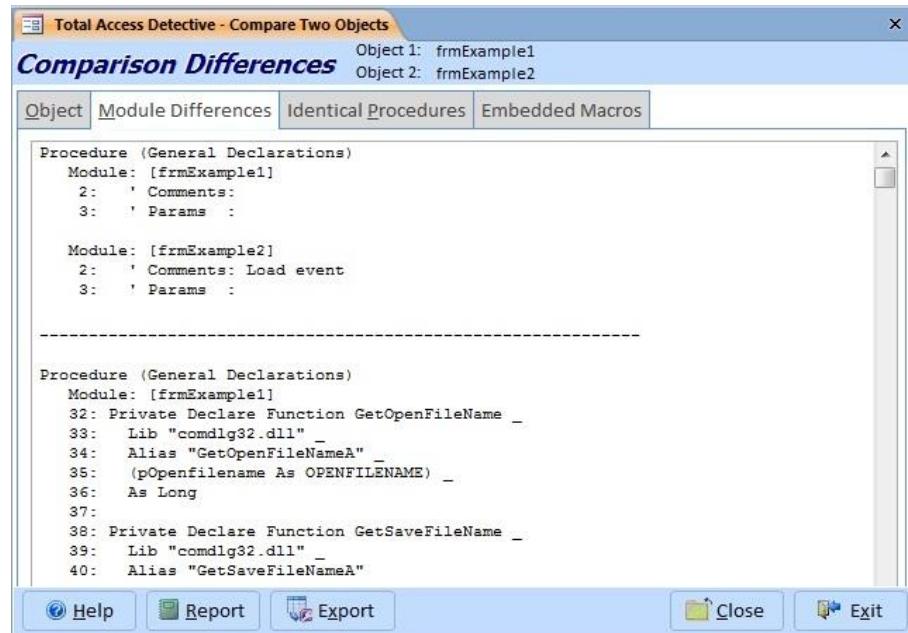 Total Access Detective - Compare Two Objects
Comparison Differences
Object 1: frmExample1
Object 2: frmExample2
Object
Module Differences
Identical Procedures
Embedded Macros
Procedure (General Declarations)
Module: [frmExample1]
2: ' Comments:
3: ' Params :
Module: [frmExample2]
2: ' Comments: Load event
3: ' Params :
--------------------------------------------------------------
Procedure (General Declarations)
Module: [frmExample1]
32: Private Declare Function GetOpenFileName _
33: Lib "comdlg32.dll" _
34: Alias "GetOpenFileNameA" _
35: (pOpenfilename As OPENFILENAME) _
36: As Long
37:
38: Private Declare Function GetSaveFileName _
39: Lib "comdlg32.dll" _
40: Alias "GetSaveFileNameA"
Help
Report
Export
Close
Exit